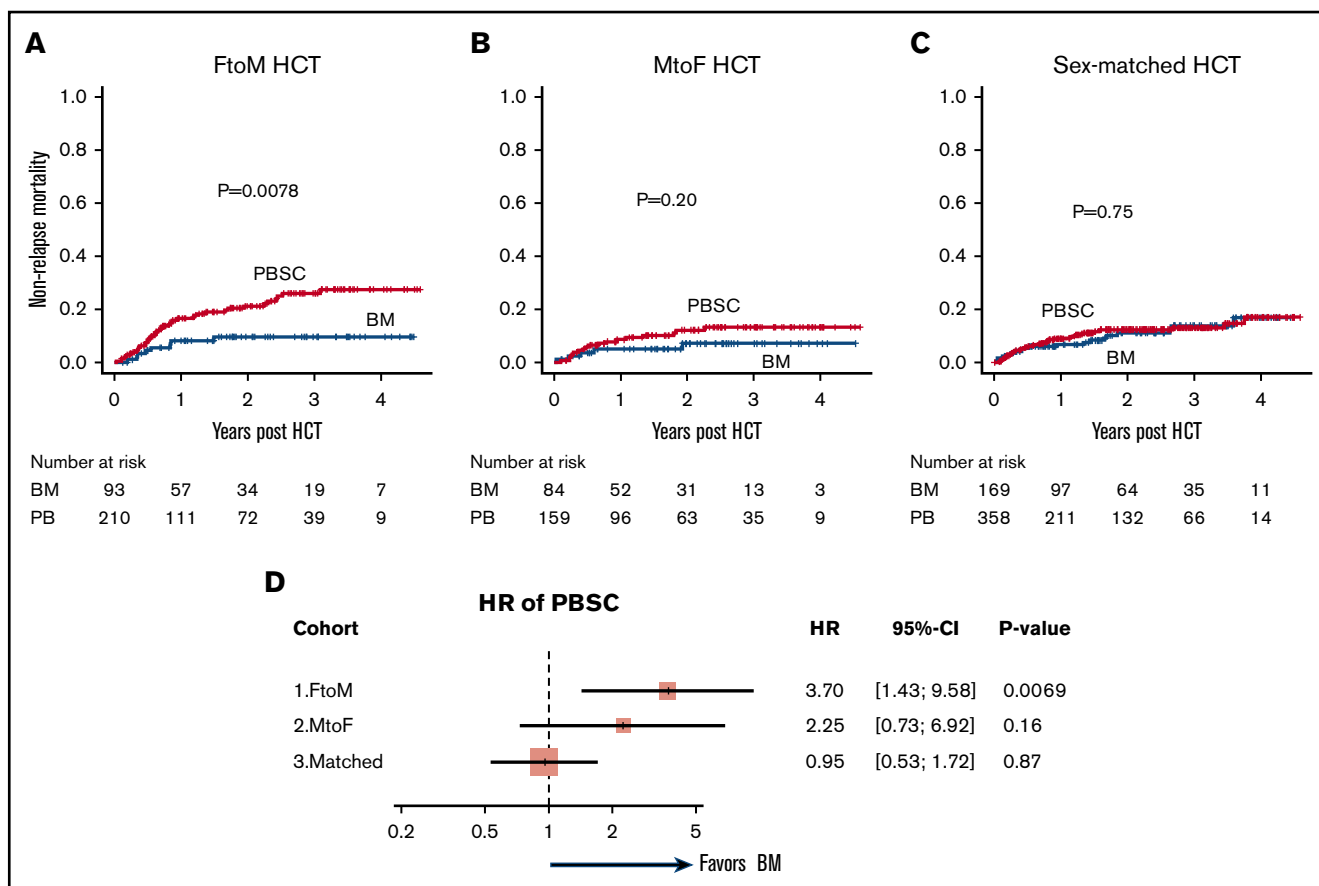 A
FtoM HCT
1.0
0.8
0.6
0.4
0.2
0.0
Non-relapse mortality
P=0.0078
PBSC
BM
0 1 2 3 4
Years post HCT
Number at risk
BM 93 57 34 19 7
PB 210 111 72 39 9
B
MtoF HCT
1.0
0.8
0.6
0.4
0.2
0.0
P=0.20
PBSC
BM
0 1 2 3 4
Years post HCT
Number at risk
BM 84 52 31 13 3
PB 159 96 63 35 9
C
Sex-matched HCT
1.0
0.8
0.6
0.4
0.2
0.0
P=0.75
PBSC
BM
0 1 2 3 4
Years post HCT
Number at risk
BM 169 97 64 35 11
PB 358 211 132 66 14
D
HR of PBSC
Cohort HR 95%-CI P-value
1.FtoM 3.70 [1.43; 9.58] 0.0069
2.MtoF 2.25 [0.73; 6.92] 0.16
3.Matched 0.95 [0.53; 1.72] 0.87
0.2 0.5 1 2 5
Favors BM